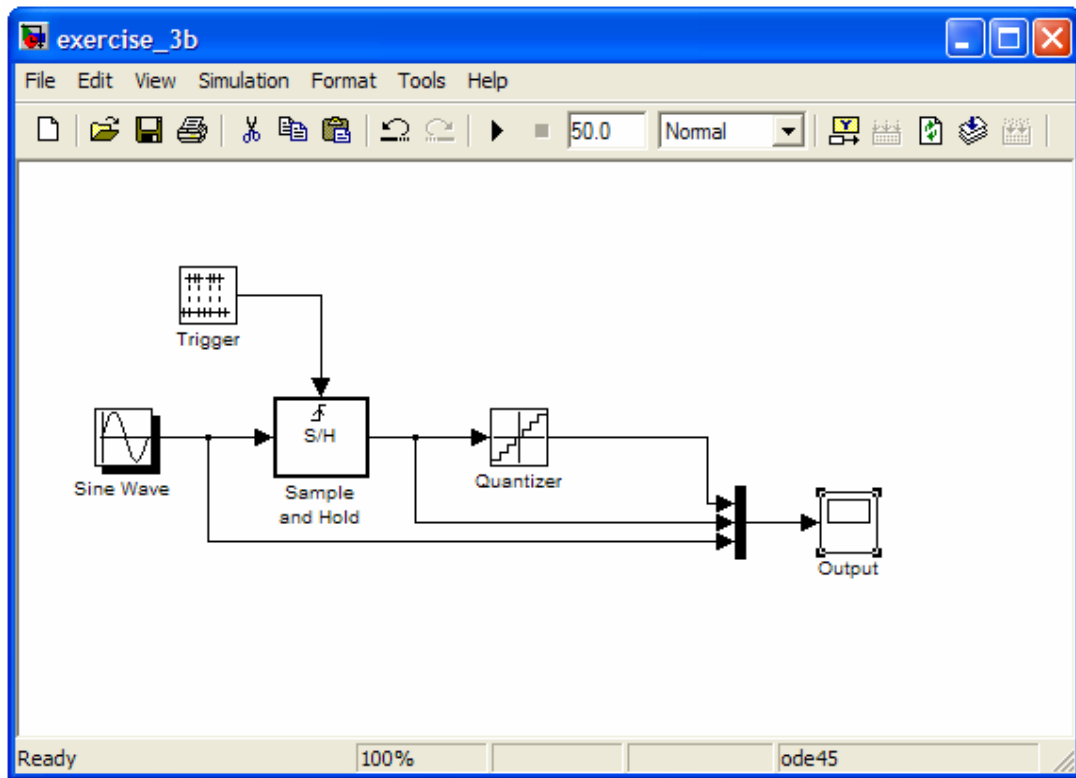 exercise_3b
File Edit View Simulation Format Tools Help
50.0 Normal
Trigger
S/H
Sine Wave
Sample
and Hold
Quantizer
Output
Ready 100% ode45